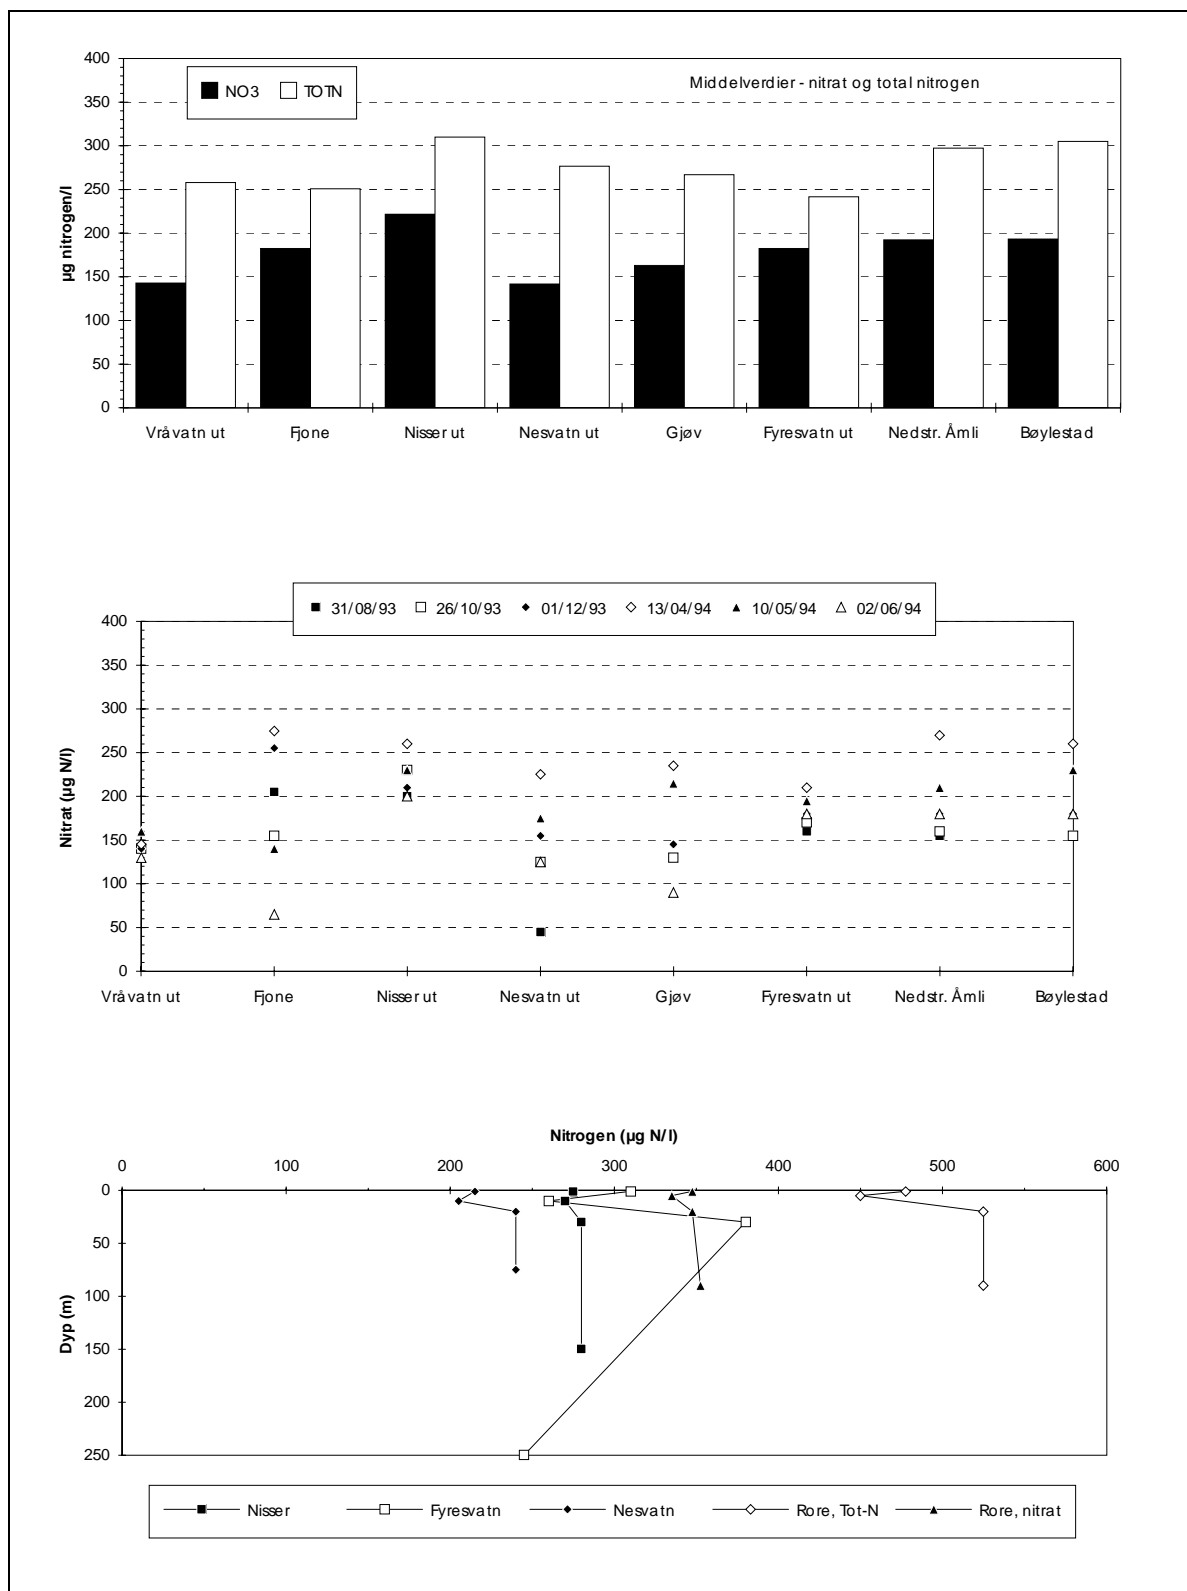 Middelverdier - nitrat og total nitrogen
NO3 TOTN
µg nitrogen/l
400
350
300
250
200
150
100
50
0
Vråvatn ut Fjone Nisser ut Nesvatn ut Gjøv Fyresvatn ut Nedstr. Åmli Bøylestad
31/08/93 26/10/93 01/12/93 13/04/94 10/05/94 02/06/94
Nitrat (µg N/l)
400
350
300
250
200
150
100
50
0
Vråvatn ut Fjone Nisser ut Nesvatn ut Gjøv Fyresvatn ut Nedstr. Åmli Bøylestad
Nitrogen (µg N/l)
0 100 200 300 400 500 600
Dyp (m)
0
50
100
150
200
250
Nisser Fyresvatn Nesvatn Rore, Tot-N Rore, nitrat